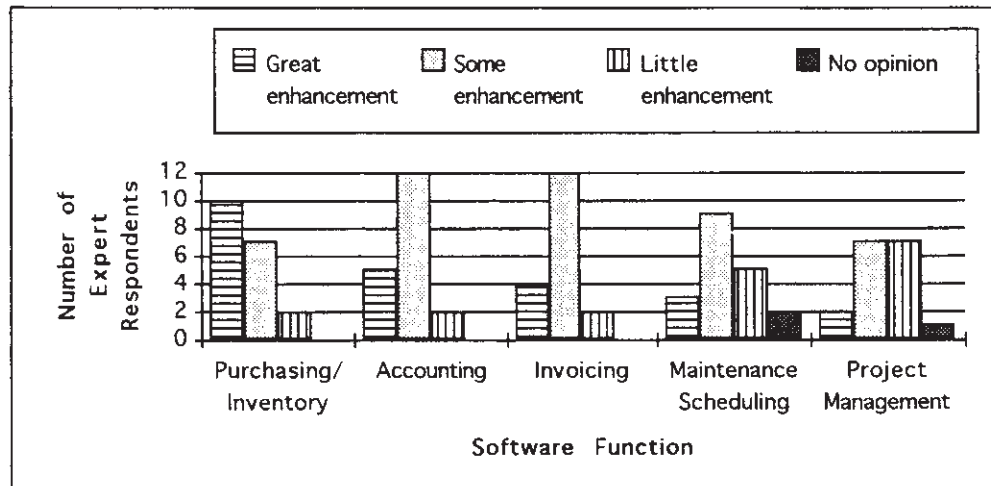 Great enhancement
Some enhancement
Little enhancement
No opinion
Number of Expert Respondents
12
10
8
6
4
2
0
Purchasing/ Inventory
Accounting
Invoicing
Maintenance Scheduling
Project Management
Software Function